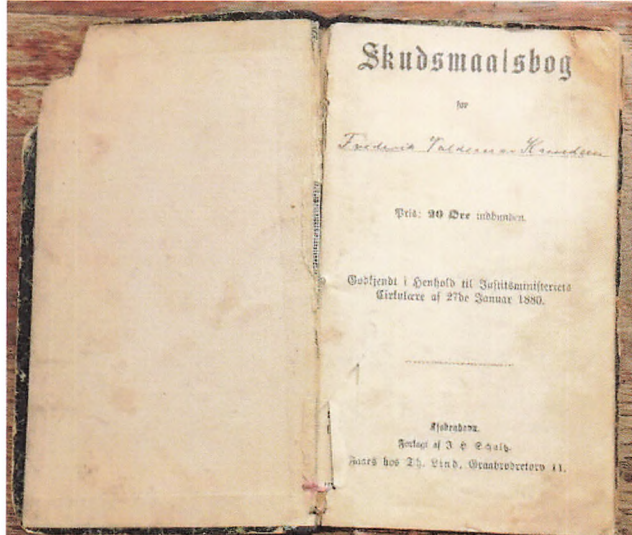 Skudsmaalsbog
for
Frederik Valdemar Knudsen
Pris: 20 Øre indbunden.
Godkjendt i Henhold til Justitsministeriets
Cirkulære af 27de Januar 1880.
Kjøbenhavn.
Forlagt af J. H. Schultz.
Faaes hos Th. Lind, Graabrødretorv 11.